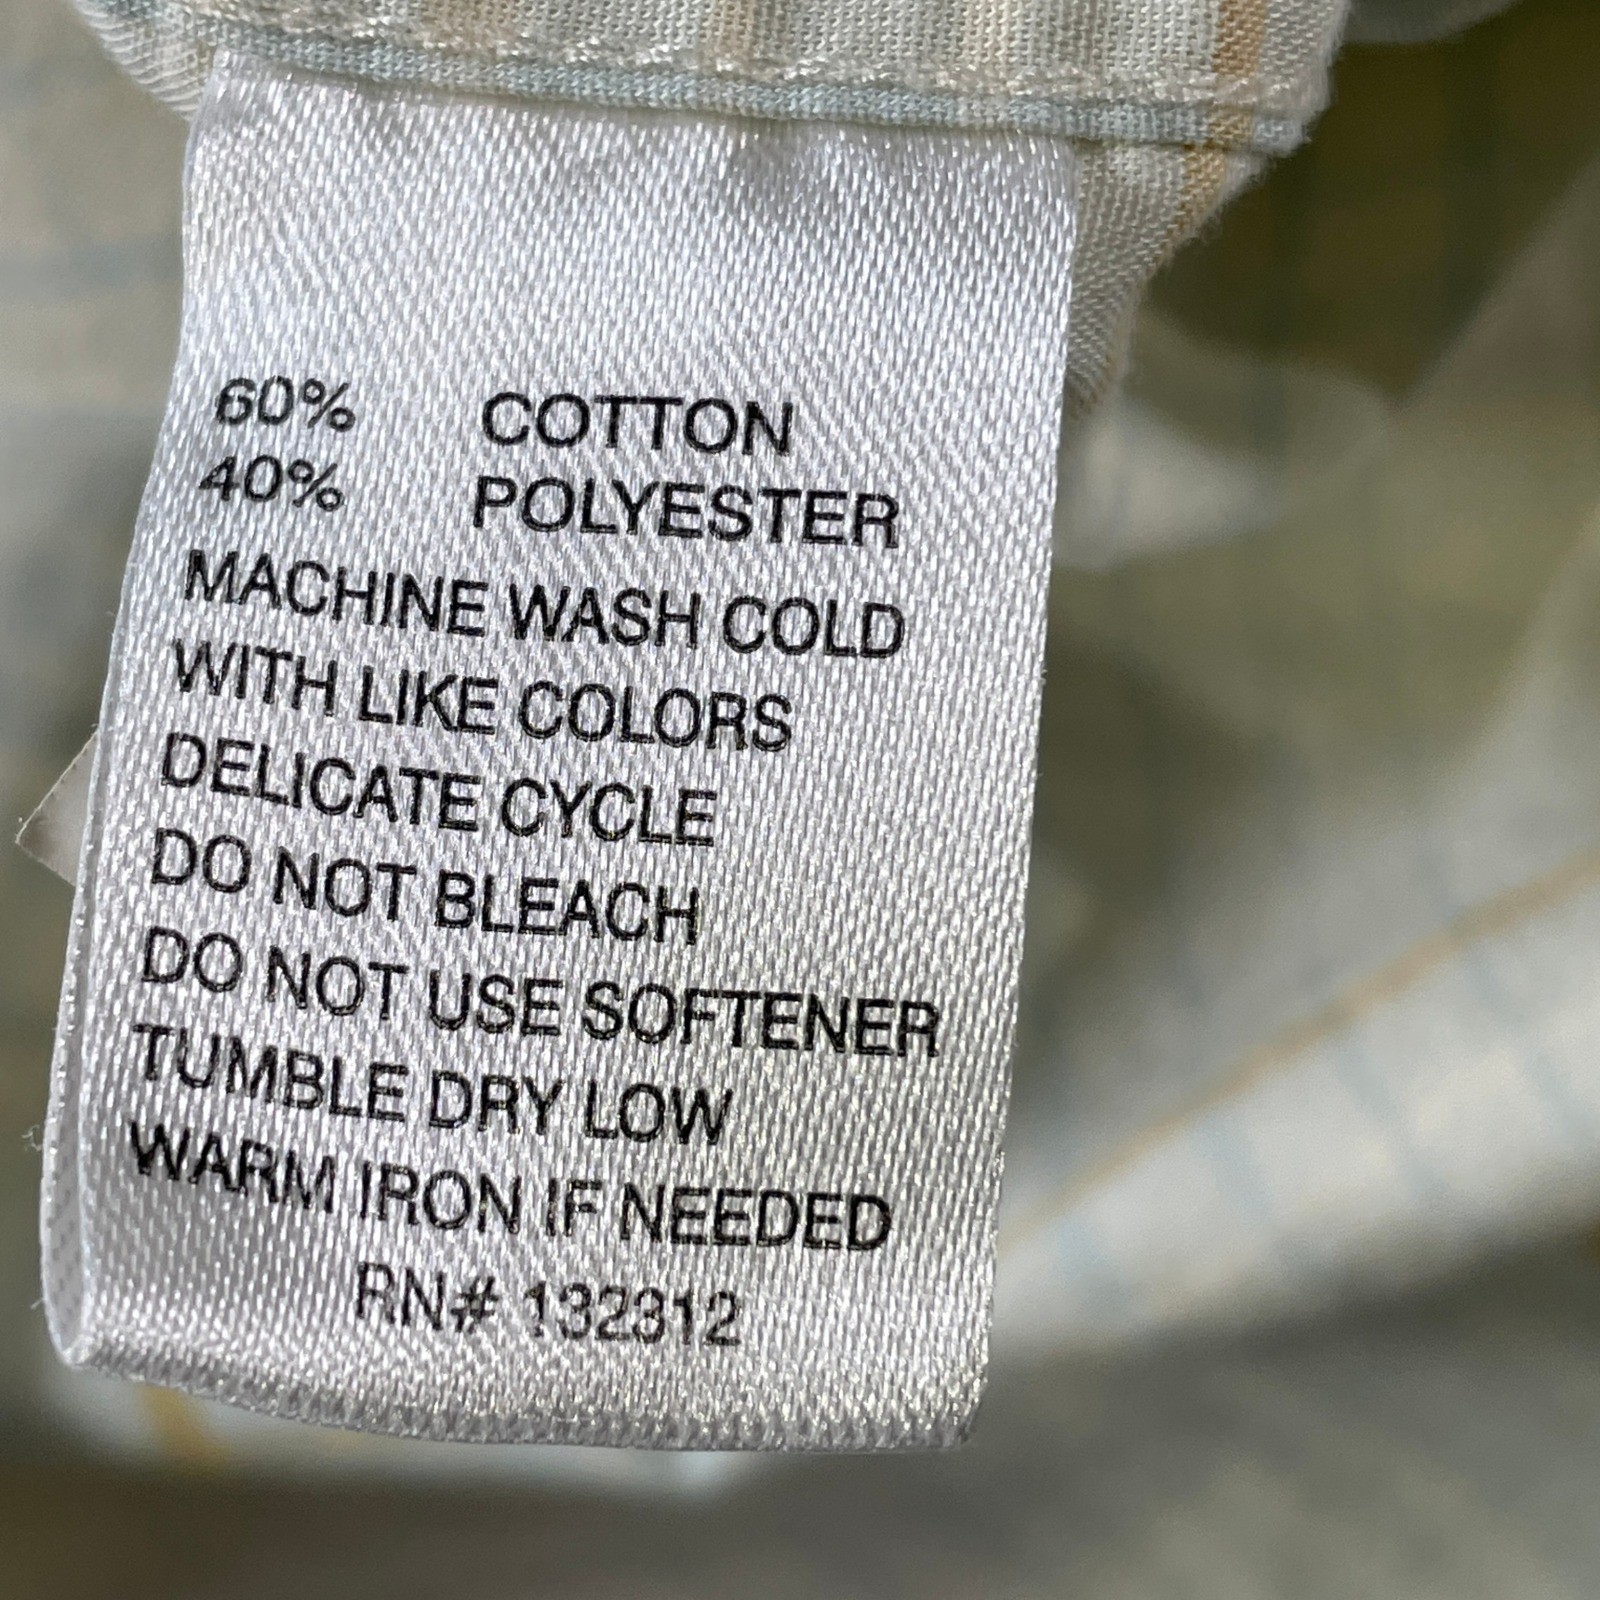 60% COTTON
40% POLYESTER
MACHINE WASH COLD
WITH LIKE COLORS
DELICATE CYCLE
DO NOT BLEACH
DO NOT USE SOFTENER
TUMBLE DRY LOW
WARM IRON IF NEEDED
RN# 132312